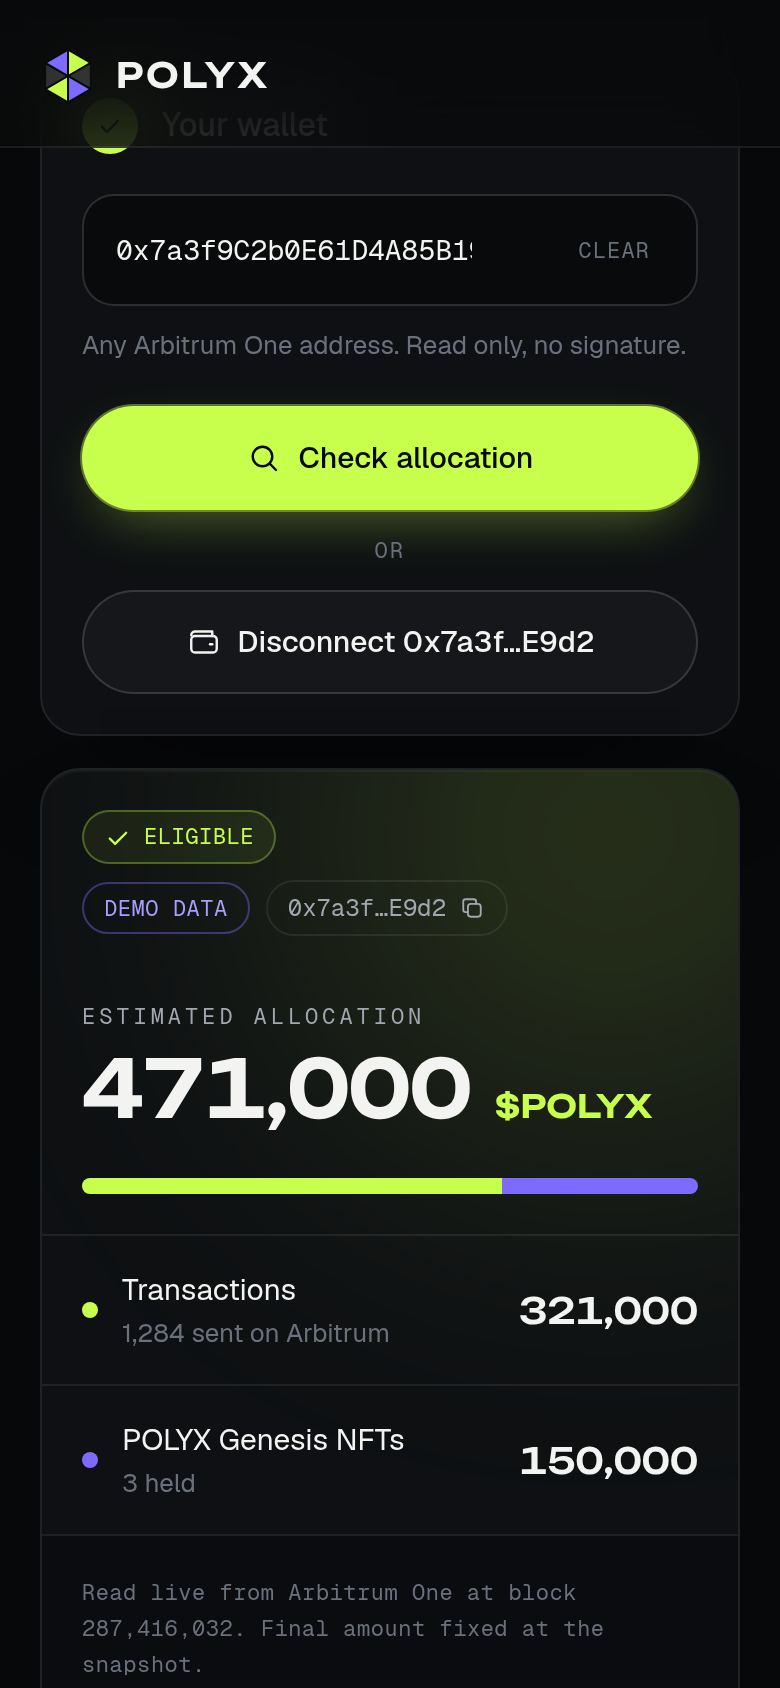 POLYX
Your wallet
0x7a3f9C2b0E61D4A85B19
CLEAR
Any Arbitrum One address. Read only, no signature.
Check allocation
OR
Disconnect 0x7a3f…E9d2
ELIGIBLE
DEMO DATA
0x7a3f…E9d2
ESTIMATED ALLOCATION
471,000 $POLYX
Transactions
1,284 sent on Arbitrum
321,000
POLYX Genesis NFTs
3 held
150,000
Read live from Arbitrum One at block
287,416,032. Final amount fixed at the
snapshot.